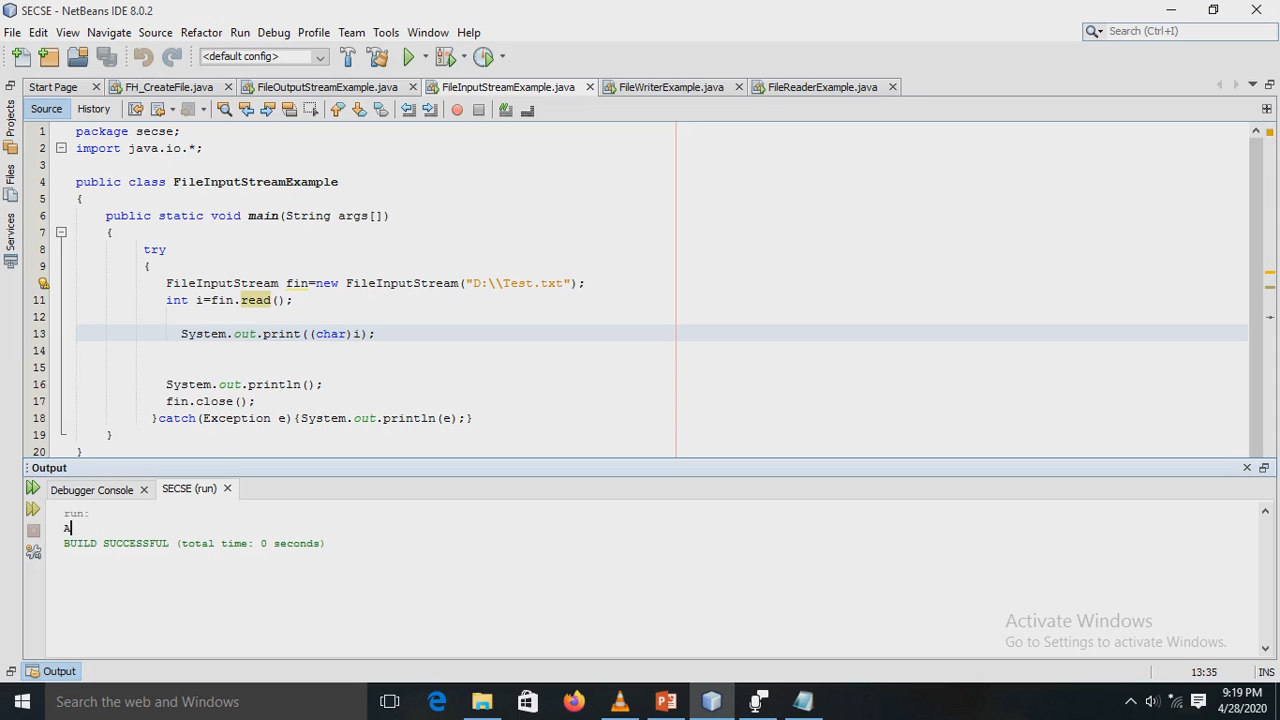 SECSE - NetBeans IDE 8.0.2
File Edit View Navigate Source Refactor Run Debug Profile Team Tools Window Help
Search (Ctrl+I)
<default config>
Start Page FH_CreateFile.java FileOutputStreamExample.java FileInputStreamExample.java FileWriterExample.java FileReaderExample.java
Source History
Projects
Files
Services
1 package secse;
2 import java.io.*;
3
4 public class FileInputStreamExample
5 {
6 public static void main(String args[])
7 {
8 try
9 {
FileInputStream fin=new FileInputStream("D:\\Test.txt");
11 int i=fin.read();
12
13 System.out.print((char)i);
14
15
16 System.out.println();
17 fin.close();
18 }catch(Exception e){System.out.println(e);}
19 }
20 }
Output
Debugger Console SECSE (run)
run:
A
BUILD SUCCESSFUL (total time: 0 seconds)
Activate Windows
Go to Settings to activate Windows.
Output
13:35 INS
Search the web and Windows
9:19 PM
4/28/2020